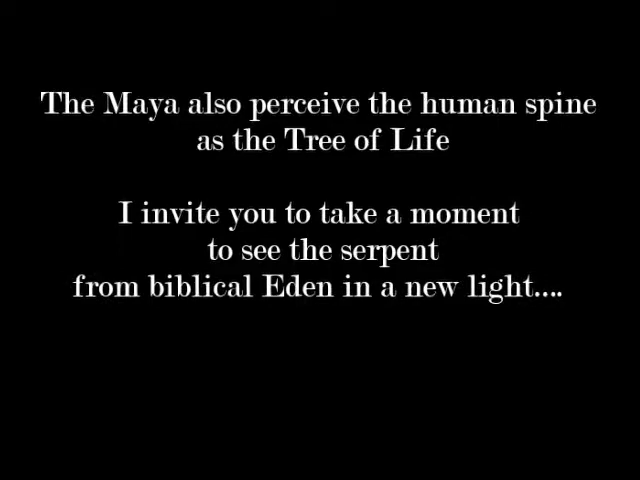 The Maya also perceive the human spine
as the Tree of Life
I invite you to take a moment
to see the serpent
from biblical Eden in a new light....